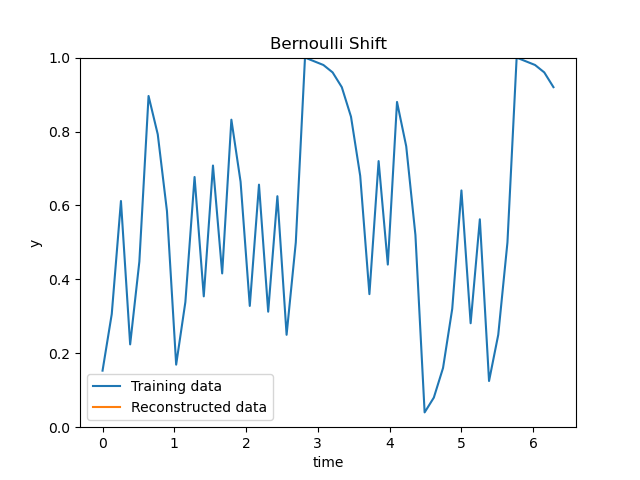 Bernoulli Shift
1.0
0.8
0.6
0.4
0.2
0.0
y
Training data
Reconstructed data
0 1 2 3 4 5 6
time